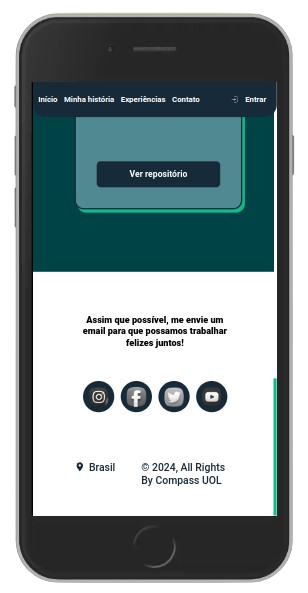 Início Minha história Experiências Contato Entrar
Ver repositório
Assim que possível, me envie um
email para que possamos trabalhar
felizes juntos!
Brasil
© 2024, All Rights
By Compass UOL